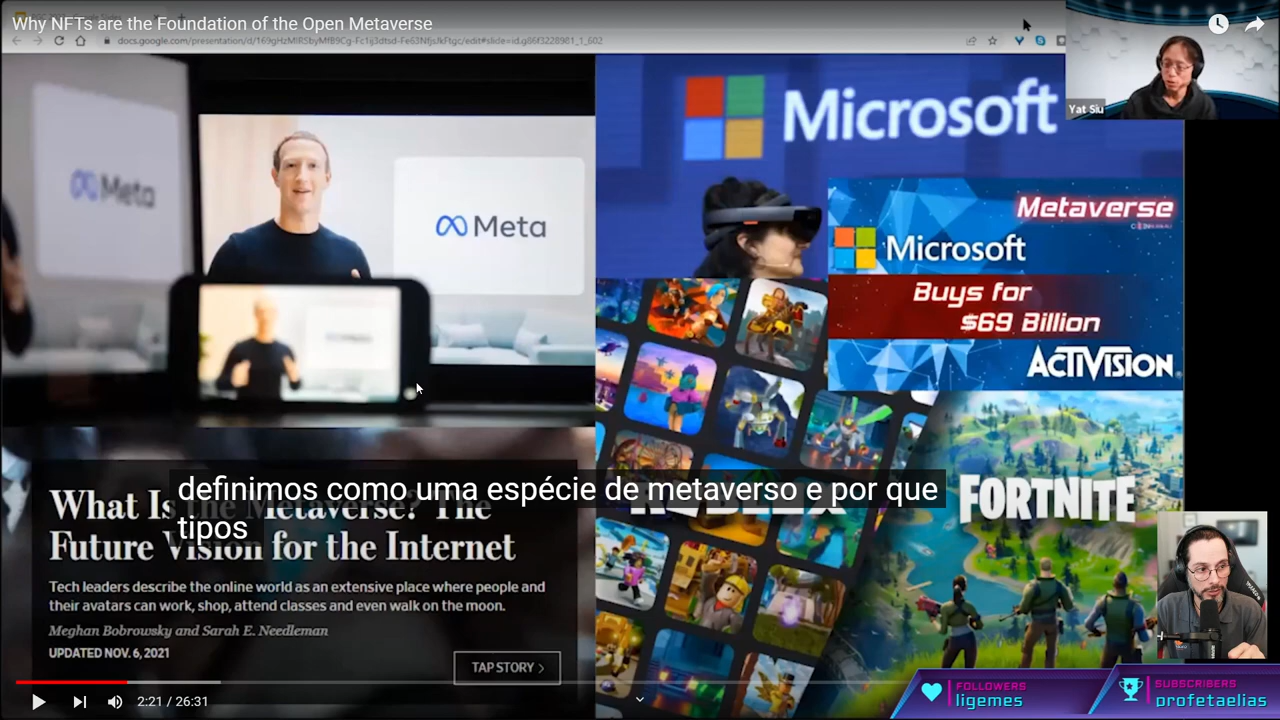 Why NFTs are the Foundation of the Open Metaverse
Yat Siu
Microsoft
Meta
Meta
Metaverse
Microsoft
Buys for
$69 Billion
ACTIVISION
definimos como uma espécie de metaverso e por que
tipos
What Is the Metaverse? The
Future Vision for the Internet
Tech leaders describe the online world as an extensive place where people and
their avatars can work, shop, attend classes and even walk on the moon.
Meghan Bobrowsky and Sarah E. Needleman
UPDATED NOV. 6, 2021
TAP STORY
ROBLOX
FORTNITE
2:21 / 26:31
FOLLOWERS
ligemes
SUBSCRIBERS
profetaelias